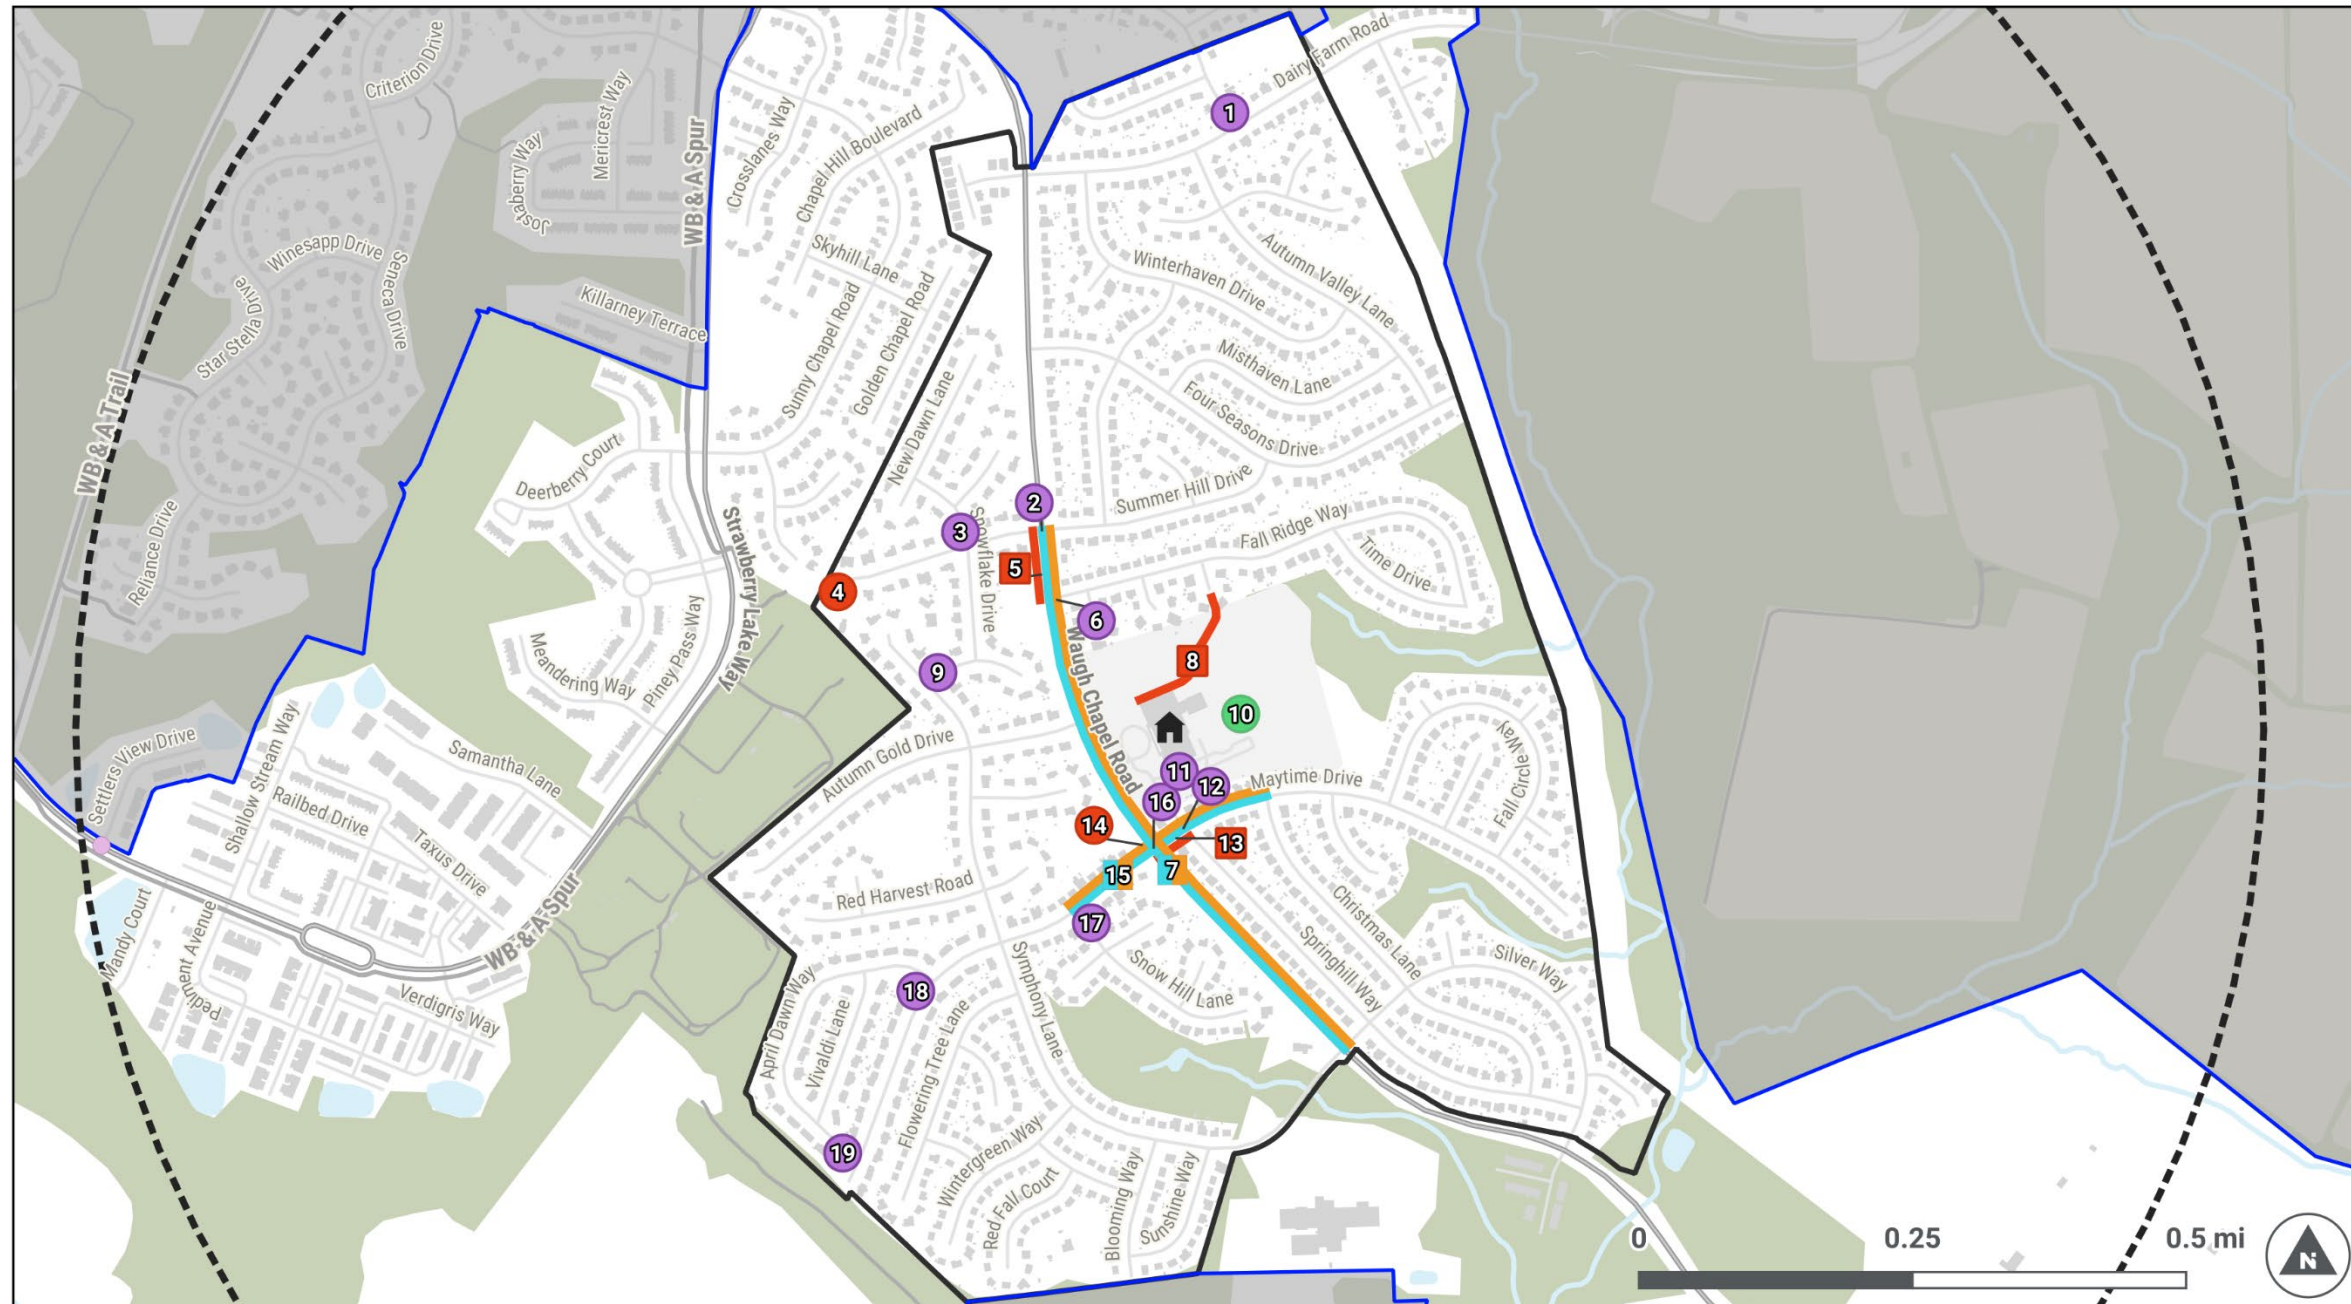 Criterion Drive
Dairy Farm Road
1
Mericrest Way
Jostaberry Way
WB & A Spur
Crosslanes Way
Chapel Hill Boulevard
Winesapp Drive
Seneca Drive
Star Stella Drive
Killarney Terrace
Skyhill Lane
Sunny Chapel Road
Golden Chapel Road
Winterhaven Drive
Autumn Valley Lane
Misthaven Lane
Four Seasons Drive
New Dawn Lane
WB & A Trail
Deerberry Court
Summer Hill Drive
2
3
Snowflake Drive
Fall Ridge Way
Time Drive
Reliance Drive
Strawberry Lake Way
4
5
6
Meandering Way
Piney Pass Way
Waugh Chapel Road
8
9
10
Settlers View Drive
Shallow Stream Way
Samantha Lane
Autumn Gold Drive
Fall Circle Way
Maytime Drive
11
12
16
Railbed Drive
Taxus Drive
14
13
15
7
Red Harvest Road
17
Mandy Court
Pediment Avenue
WB & A Spur
Verdigris Way
Christmas Lane
Springhill Way
Silver Way
Snow Hill Lane
Symphony Lane
18
April Dawn Way
Vivaldi Lane
Flowering Tree Lane
19
Wintergreen Way
Red Fall Court
Blooming Way
Sunshine Way
0
0.25
0.5 mi
N